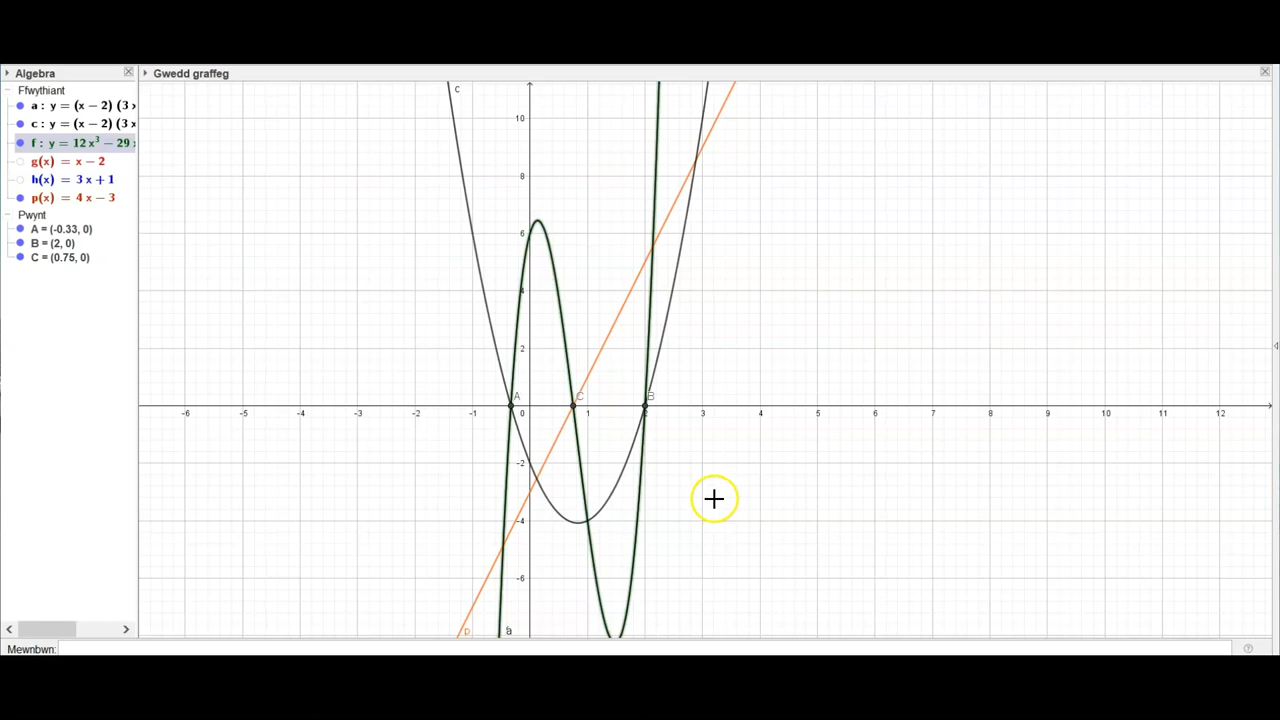 Algebra
Ffwythiant
a : y = (x − 2) (3 x
c : y = (x − 2) (3 x
f : y = 12 x³ − 29 x
g(x) = x − 2
h(x) = 3 x + 1
p(x) = 4 x − 3
Pwynt
A = (-0.33, 0)
B = (2, 0)
C = (0.75, 0)
Gwedd graffeg
c
10
8
6
4
2
A C B
-6 -5 -4 -3 -2 -1 0 1 2 3 4 5 6 7 8 9 10 11 12
-2
-4
-6
p a
Mewnbwn: